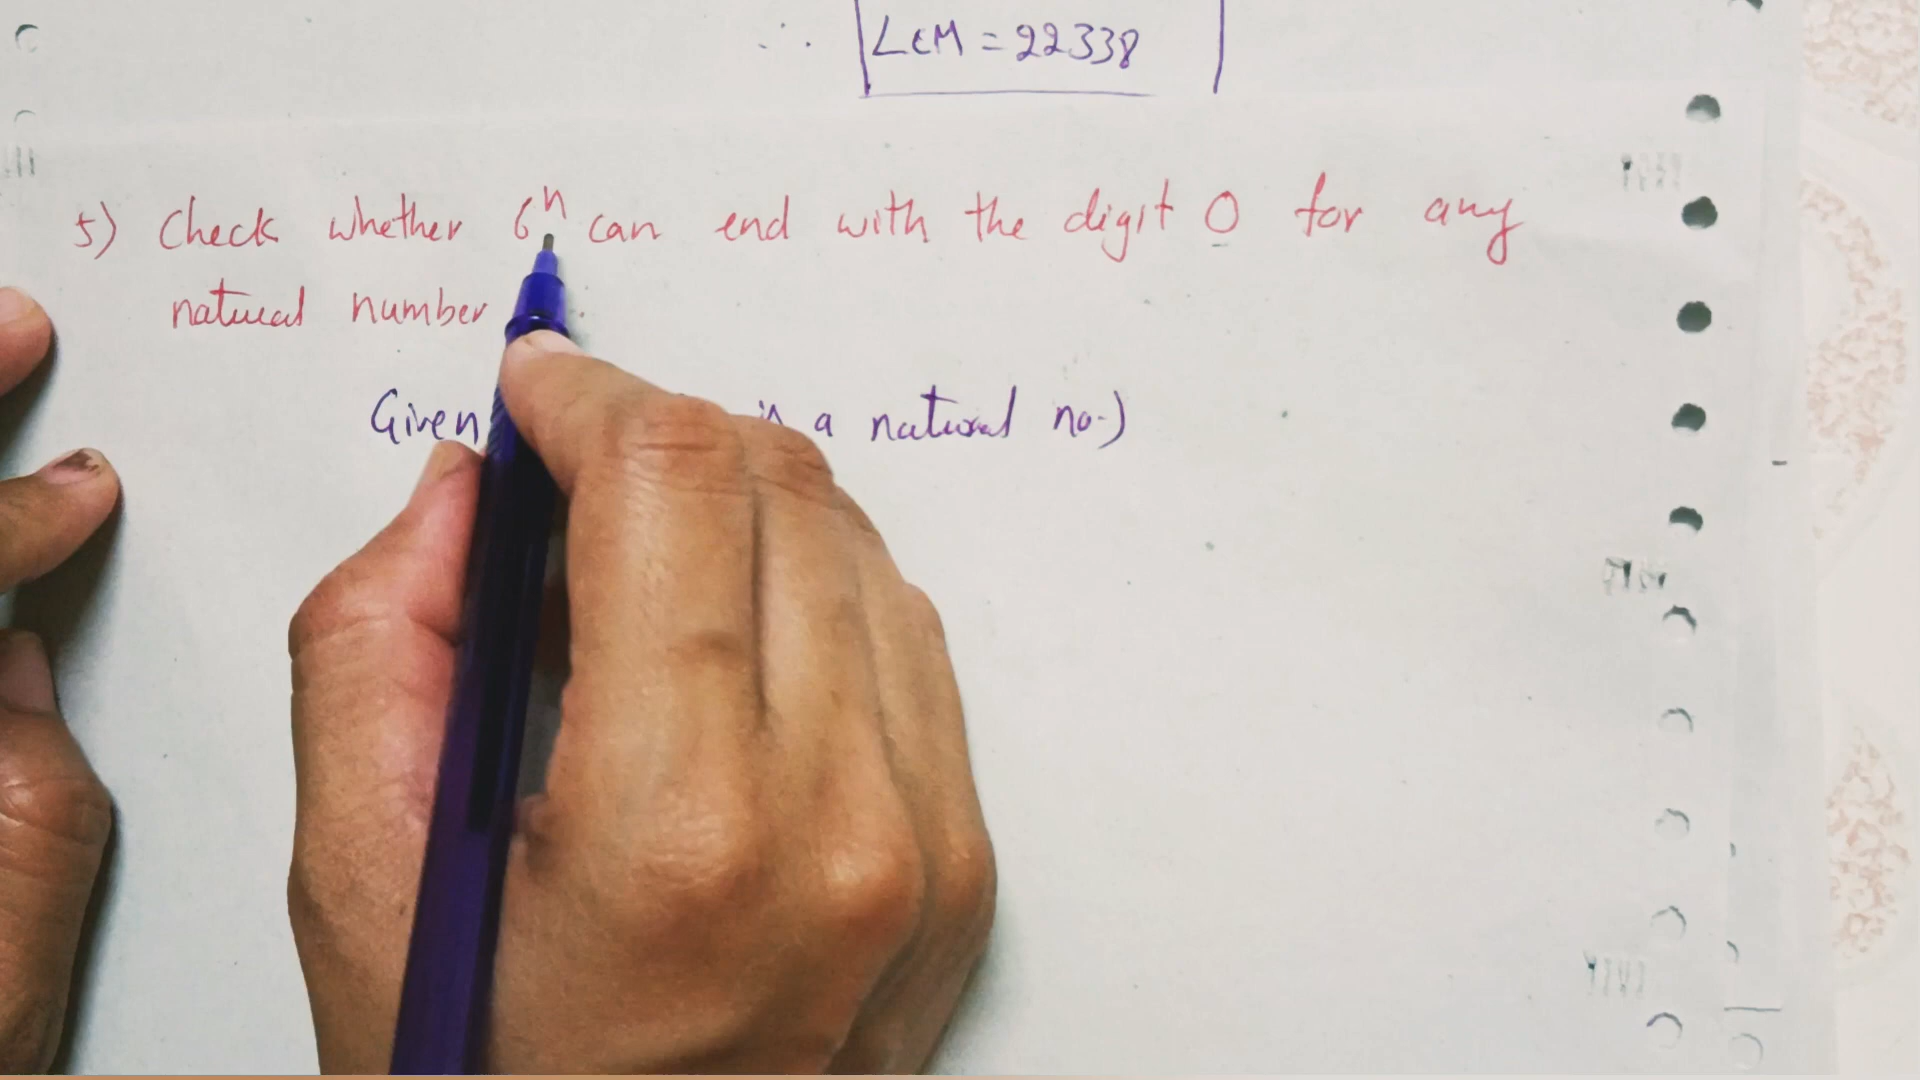 ∴ LCM = 22338
5) Check whether 6ⁿ can end with the digit 0 for any
natural number
Given is a natural no.)